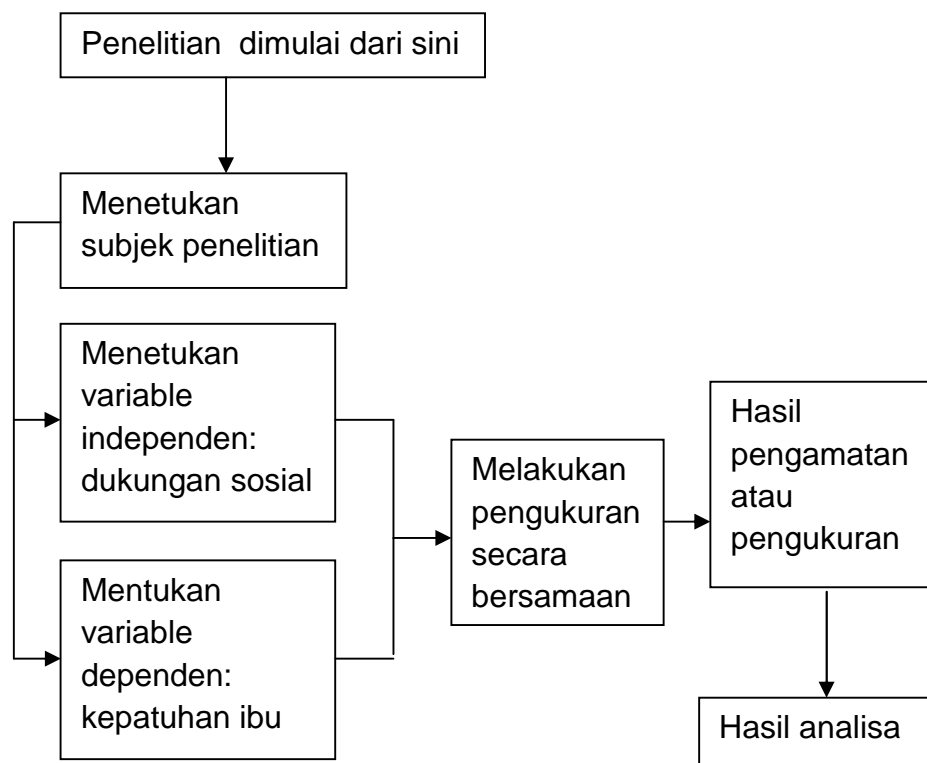 Penelitian  dimulai dari sini
Menetukan
subjek penelitian
Menetukan
variable
independen:
dukungan sosial
Mentukan
variable
dependen:
kepatuhan ibu
Melakukan
pengukuran
secara
bersamaan
Hasil
pengamatan
atau
pengukuran
Hasil analisa